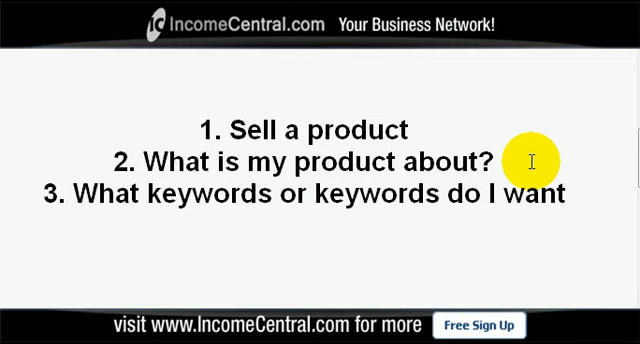 IC IncomeCentral.com Your Business Network!
1. Sell a product
2. What is my product about?
3. What keywords or keywords do I want
visit www.IncomeCentral.com for more Free Sign Up